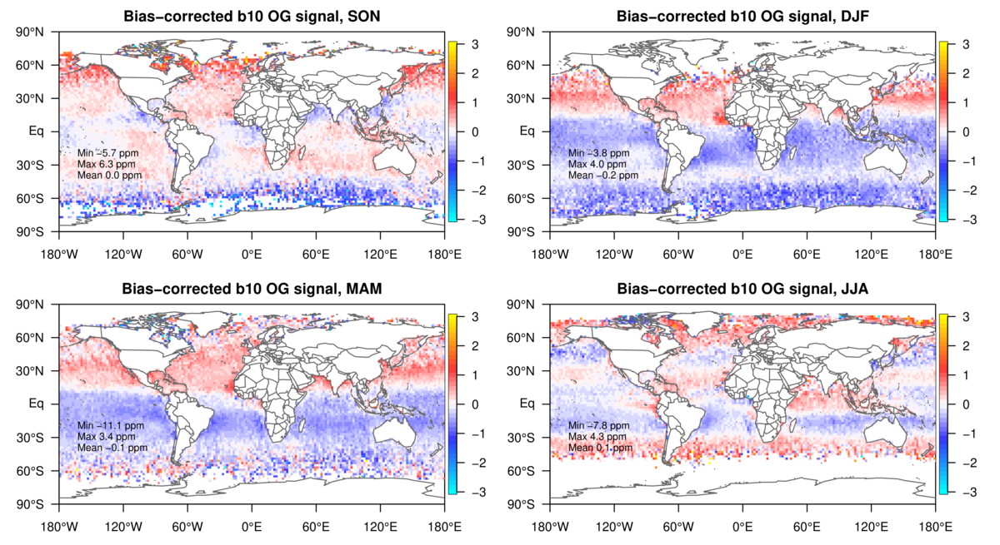 Bias−corrected b10 OG signal, SON
90°N
60°N
30°N
Eq
30°S
60°S
90°S
180°W 120°W 60°W 0°E 60°E 120°E 180°E
Min −5.7 ppm
Max 6.3 ppm
Mean 0.0 ppm
3
2
1
0
−1
−2
−3
Bias−corrected b10 OG signal, DJF
90°N
60°N
30°N
Eq
30°S
60°S
90°S
180°W 120°W 60°W 0°E 60°E 120°E 180°E
Min −3.8 ppm
Max 4.0 ppm
Mean −0.2 ppm
3
2
1
0
−1
−2
−3
Bias−corrected b10 OG signal, MAM
90°N
60°N
30°N
Eq
30°S
60°S
90°S
180°W 120°W 60°W 0°E 60°E 120°E 180°E
Min −11.1 ppm
Max 3.4 ppm
Mean −0.1 ppm
3
2
1
0
−1
−2
−3
Bias−corrected b10 OG signal, JJA
90°N
60°N
30°N
Eq
30°S
60°S
90°S
180°W 120°W 60°W 0°E 60°E 120°E 180°E
Min −7.8 ppm
Max 4.3 ppm
Mean 0.1 ppm
3
2
1
0
−1
−2
−3